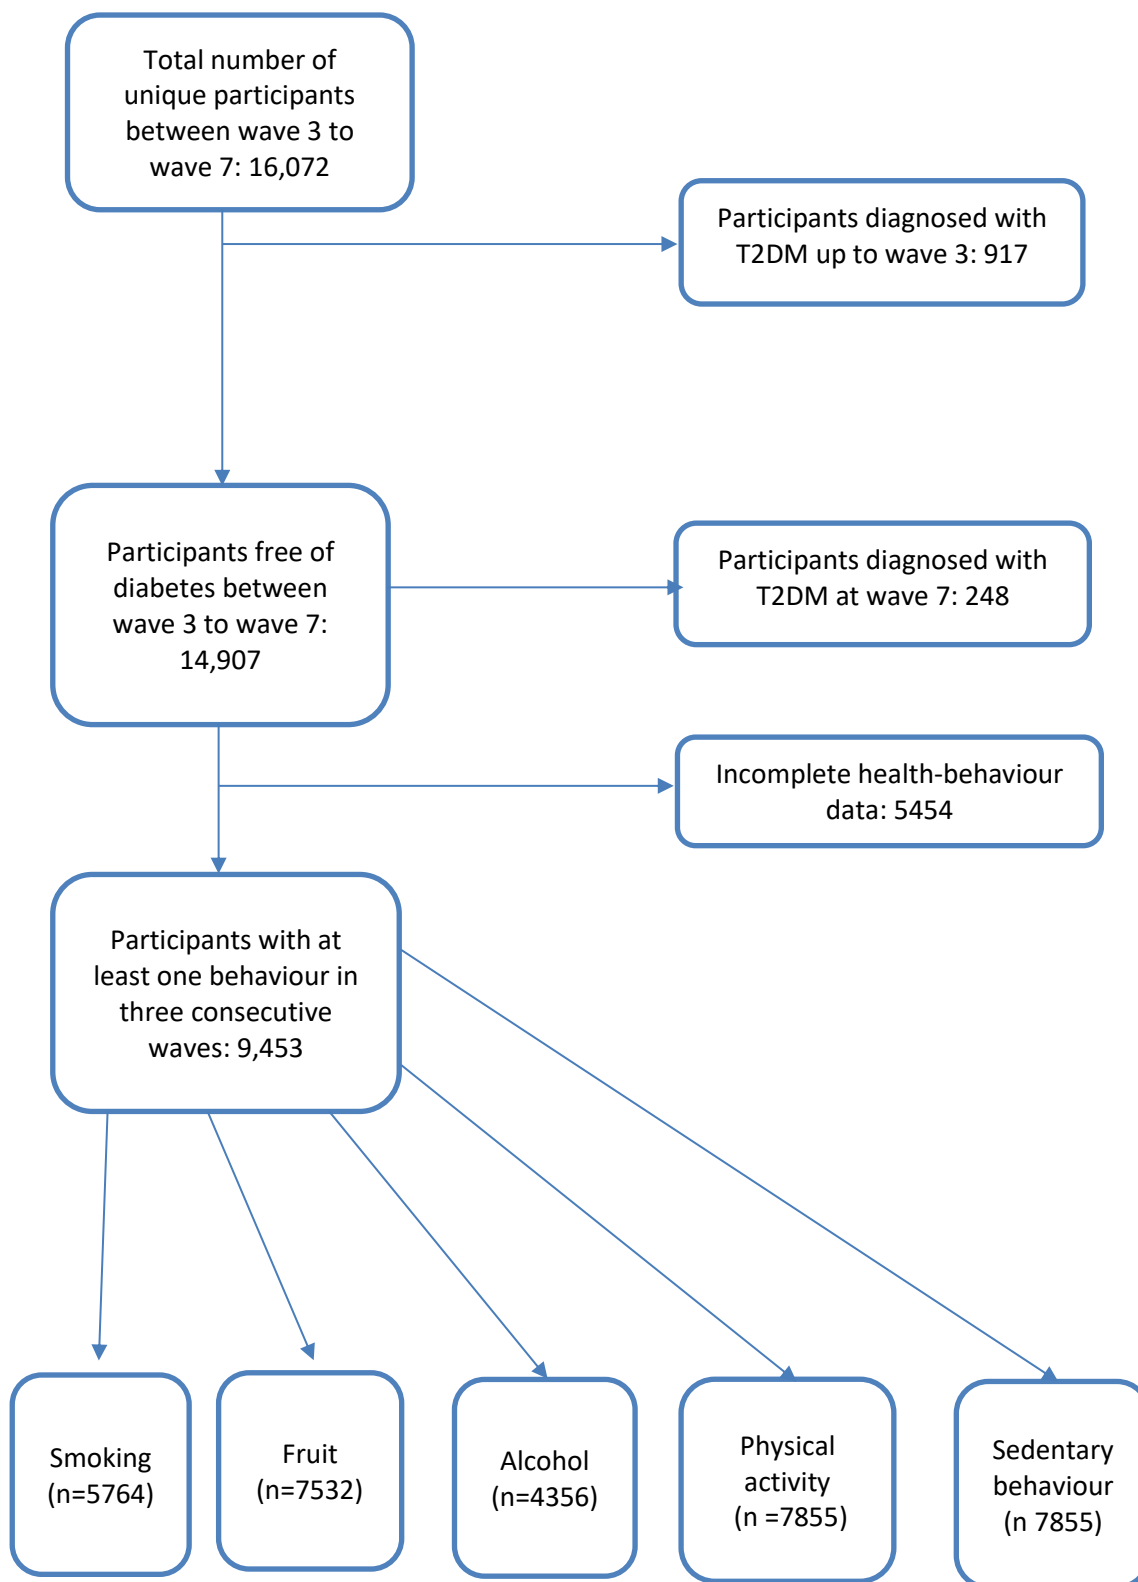 Total number of
unique participants
between wave 3 to
wave 7: 16,072
Participants diagnosed with
T2DM up to wave 3: 917
Participants free of
diabetes between
wave 3 to wave 7:
14,907
Participants diagnosed with
T2DM at wave 7: 248
Incomplete health-behaviour
data: 5454
Participants with at
least one behaviour in
three consecutive
waves: 9,453
Smoking
(n=5764)
Fruit
(n=7532)
Alcohol
(n=4356)
Physical
activity
(n =7855)
Sedentary
behaviour
(n 7855)